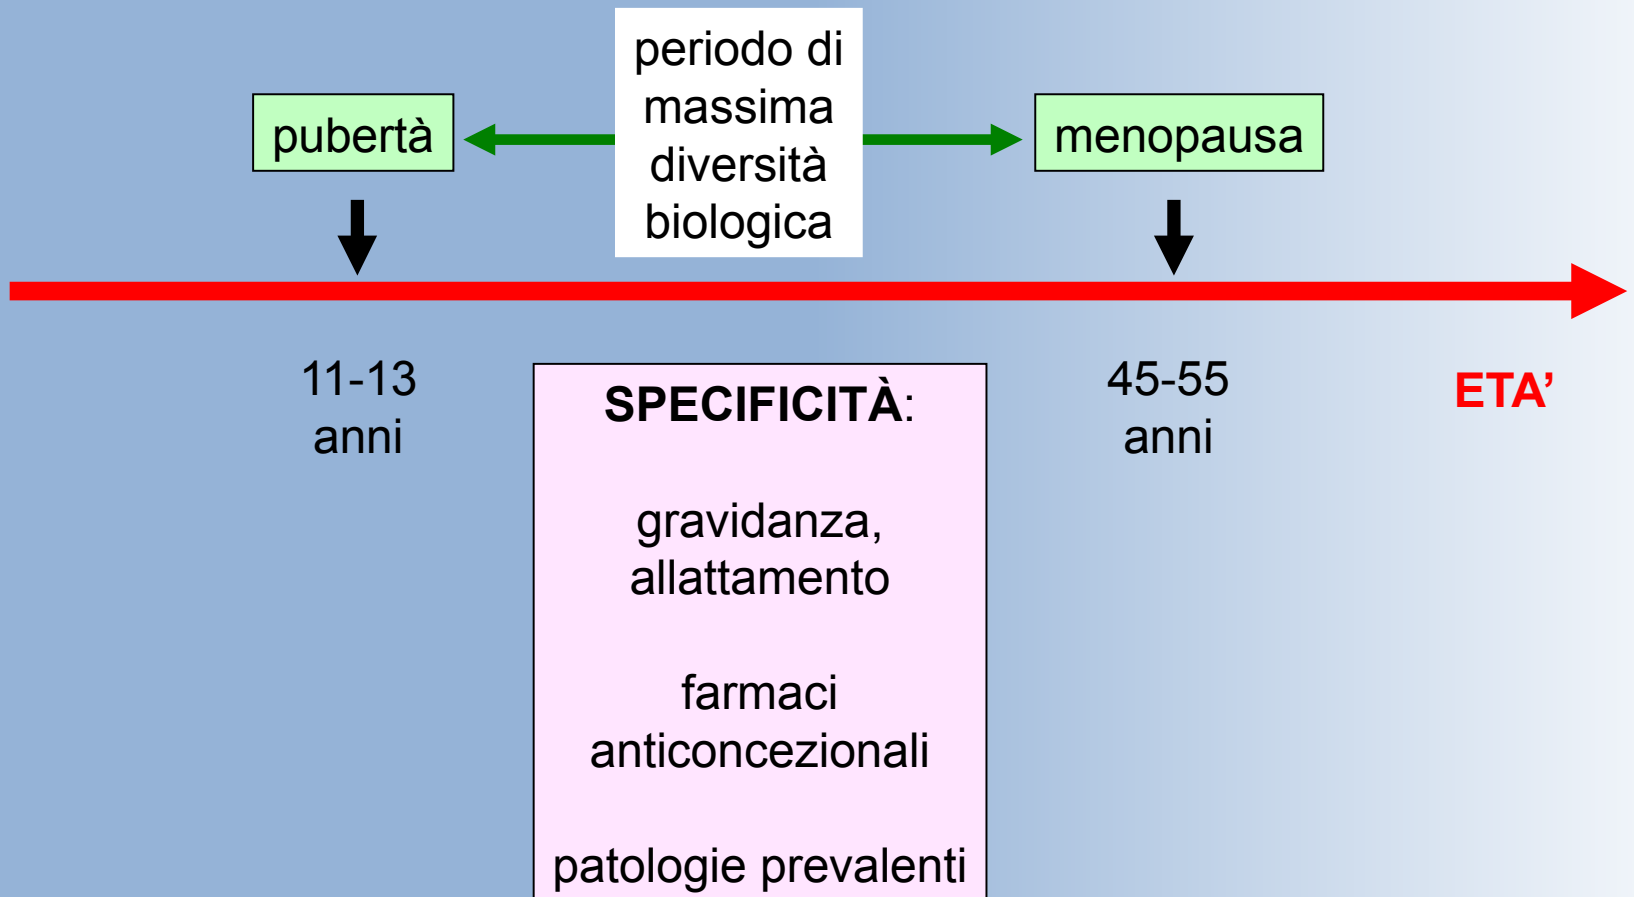 periodo di
massima
diversità
biologica
pubertà
menopausa
11-13
anni
45-55
anni
ETA’
SPECIFICITÀ:
gravidanza,
allattamento
farmaci
anticoncezionali
patologie prevalenti